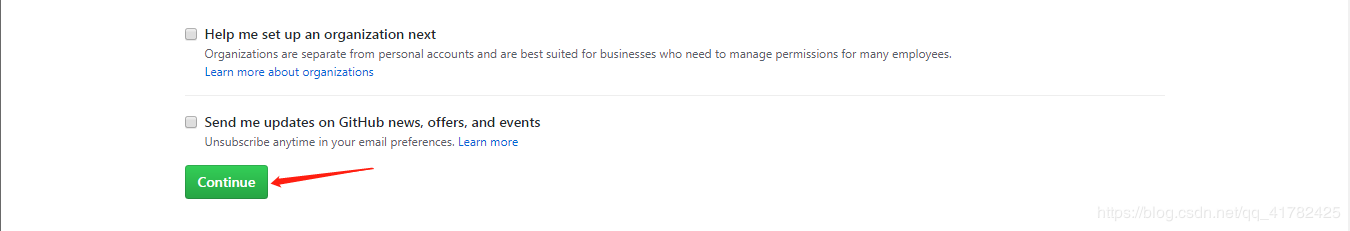 Help me set up an organization next
Organizations are separate from personal accounts and are best suited for businesses who need to manage permissions for many employees.
Learn more about organizations
Send me updates on GitHub news, offers, and events
Unsubscribe anytime in your email preferences. Learn more
Continue
https://blog.csdn.net/qq_41782425